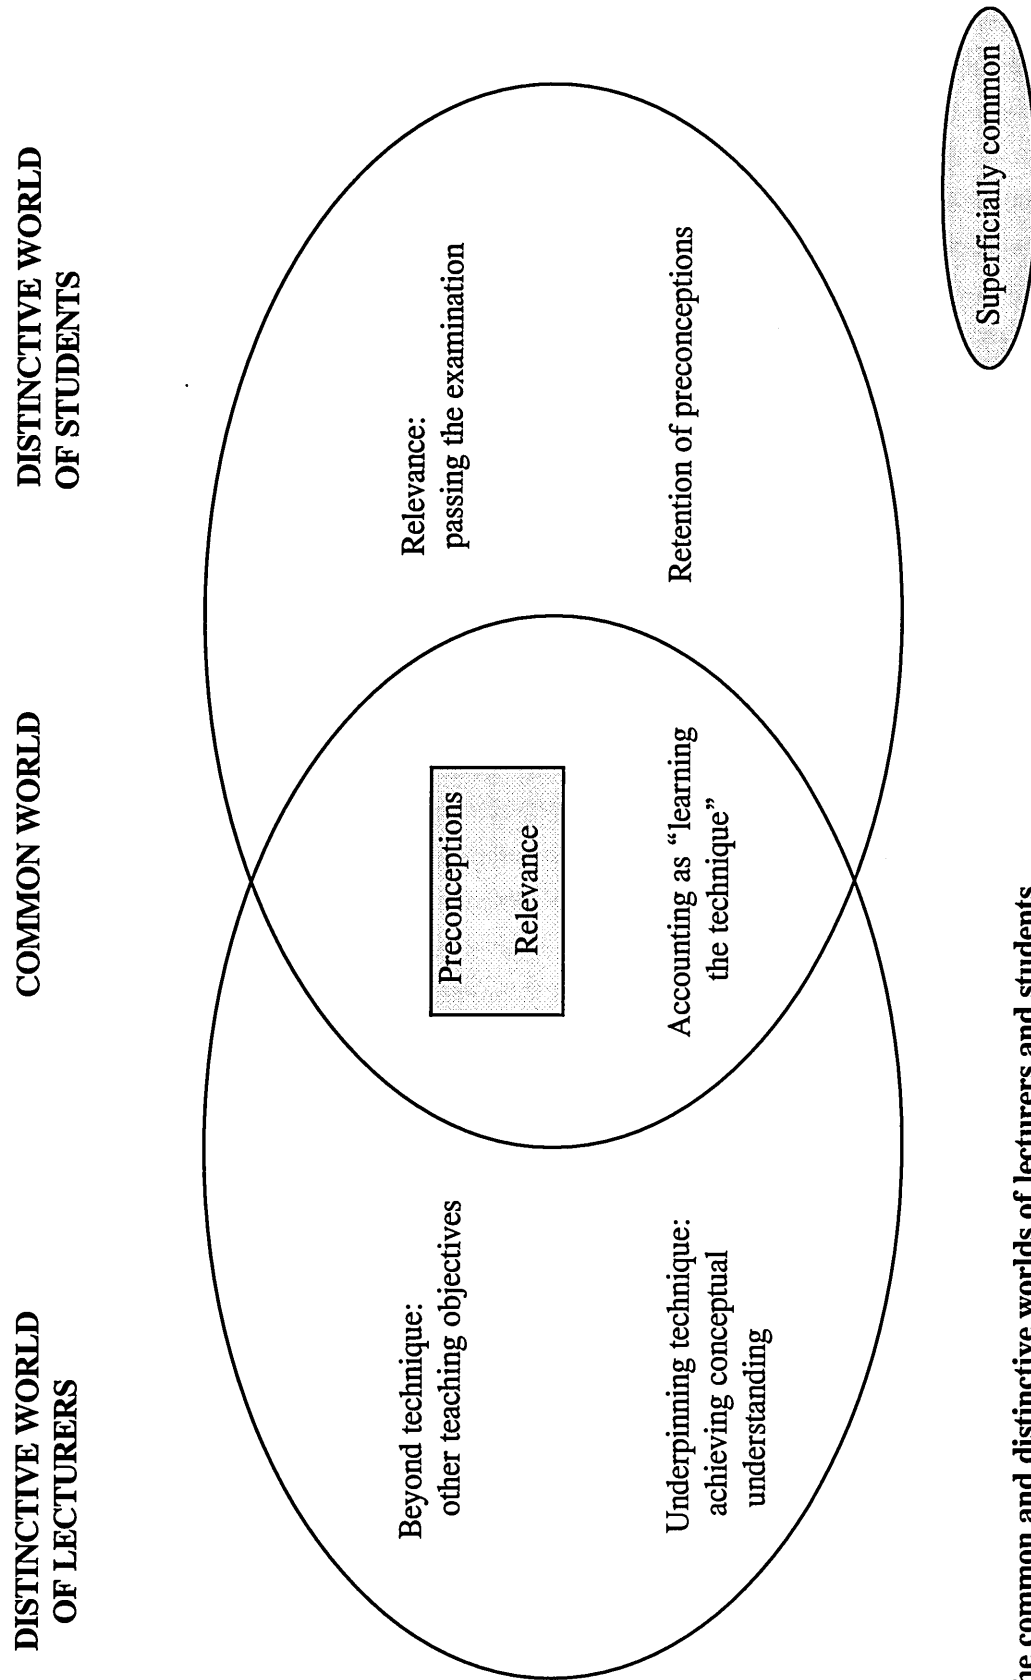 DISTINCTIVE WORLD
OF LECTURERS
COMMON WORLD
DISTINCTIVE WORLD
OF STUDENTS
Beyond technique:
other teaching objectives
Underpinning technique:
achieving conceptual
understanding
Preconceptions
Relevance
Accounting as “learning
the technique”
Relevance:
passing the examination
Retention of preconceptions
Superficially common
common and distinctive worlds of lecturers and students